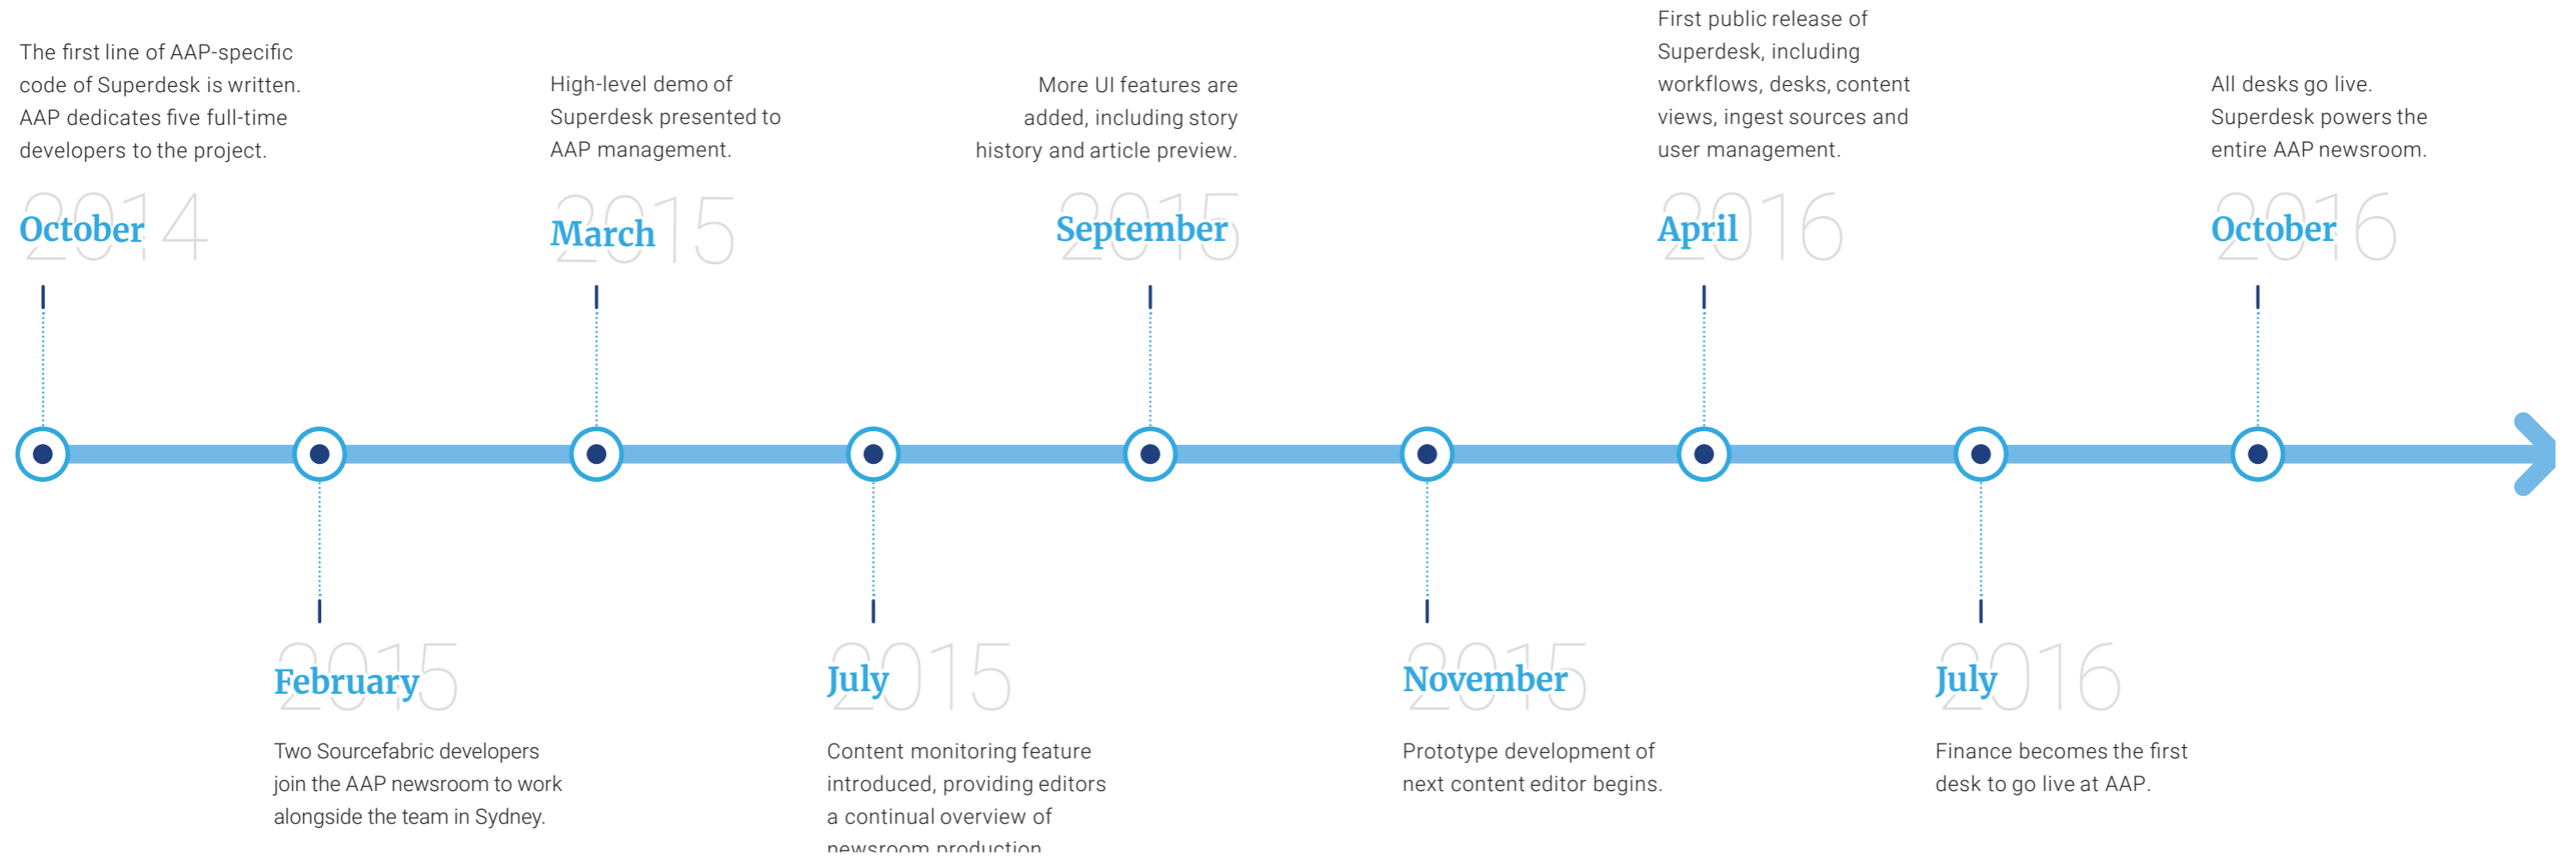 The first line of AAP-specific
code of Superdesk is written.
AAP dedicates five full-time
developers to the project.
2014
October
High-level demo of
Superdesk presented to
AAP management.
2015
March
More UI features are
added, including story
history and article preview.
2015
September
First public release of
Superdesk, including
workflows, desks, content
views, ingest sources and
user management.
2016
April
All desks go live.
Superdesk powers the
entire AAP newsroom.
2016
October
2015
February
Two Sourcefabric developers
join the AAP newsroom to work
alongside the team in Sydney.
2015
July
Content monitoring feature
introduced, providing editors
a continual overview of
newsroom production
2015
November
Prototype development of
next content editor begins.
2016
July
Finance becomes the first
desk to go live at AAP.